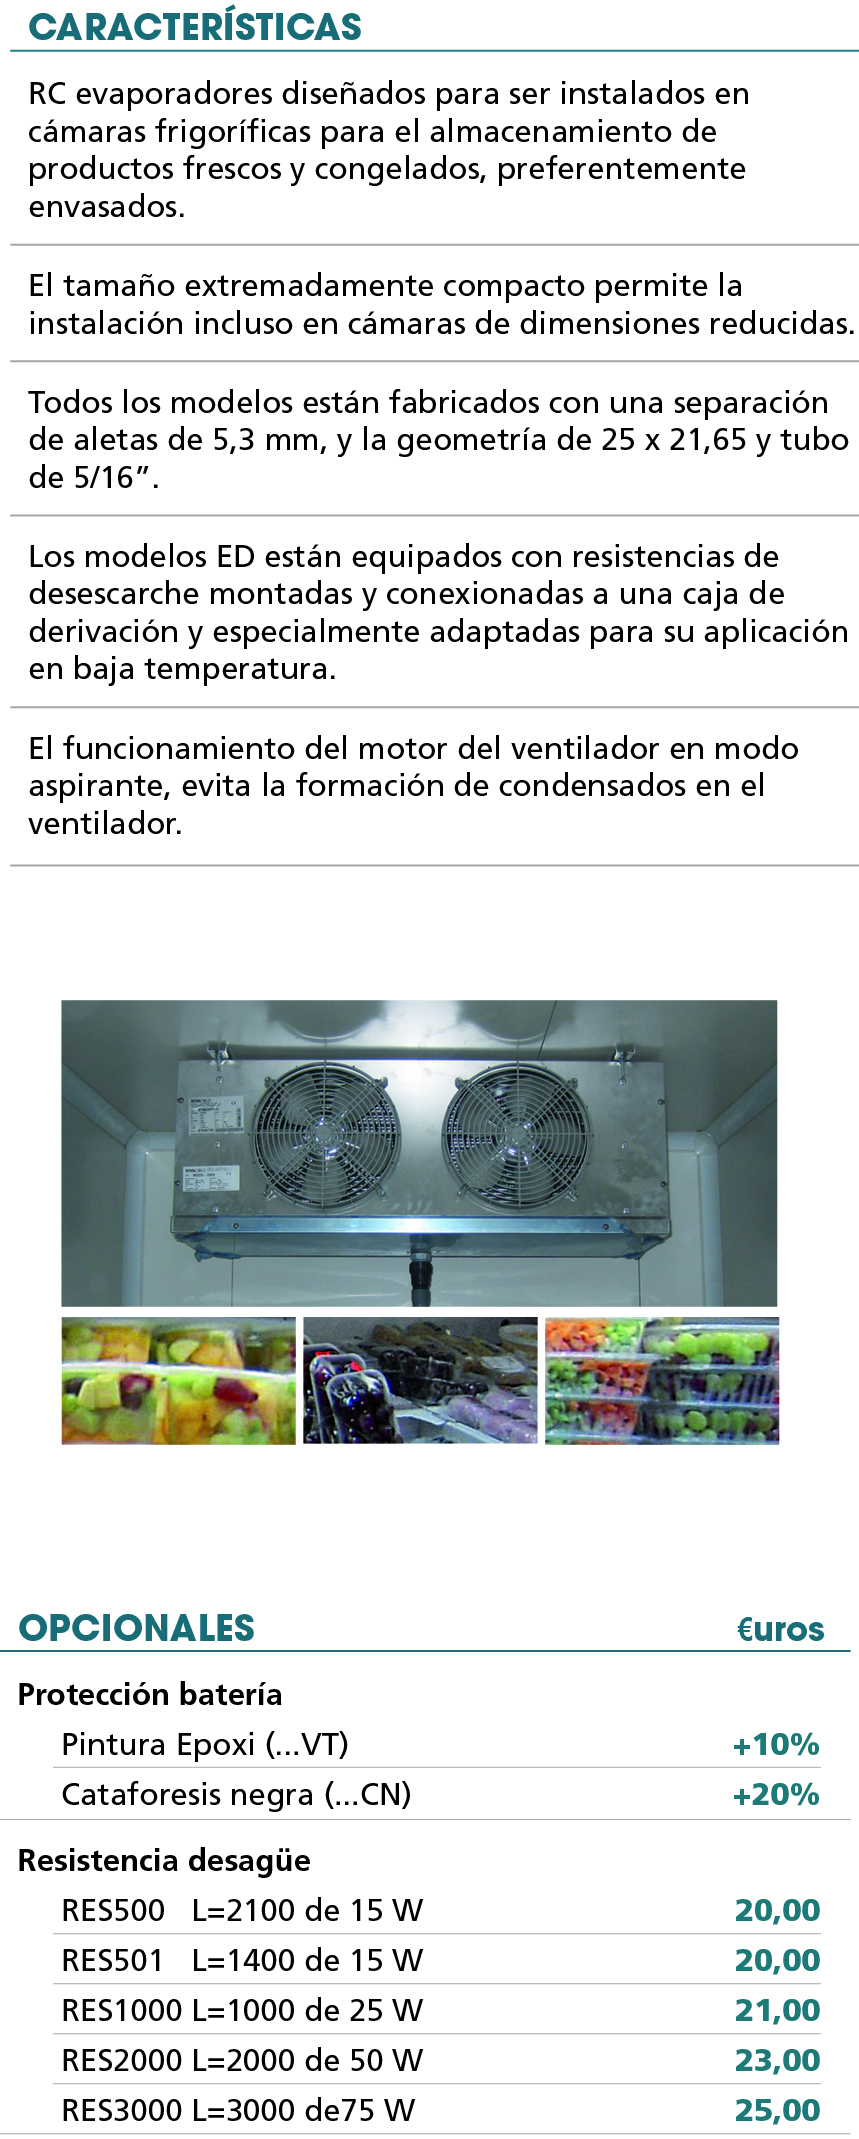 CARACTERÍSTICAS
RC evaporadores diseñados para ser instalados en
cámaras frigoríficas para el almacenamiento de
productos frescos y congelados, preferentemente
envasados.
El tamaño extremadamente compacto permite la
instalación incluso en cámaras de dimensiones reducidas.
Todos los modelos están fabricados con una separación
de aletas de 5,3 mm, y la geometría de 25 x 21,65 y tubo
de 5/16”.
Los modelos ED están equipados con resistencias de
desescarche montadas y conexionadas a una caja de
derivación y especialmente adaptadas para su aplicación
en baja temperatura.
El funcionamiento del motor del ventilador en modo
aspirante, evita la formación de condensados en el
ventilador.
OPCIONALES €uros
Protección batería
Pintura Epoxi (...VT) +10%
Cataforesis negra (...CN) +20%
Resistencia desagüe
RES500 L=2100 de 15 W 20,00
RES501 L=1400 de 15 W 20,00
RES1000 L=1000 de 25 W 21,00
RES2000 L=2000 de 50 W 23,00
RES3000 L=3000 de75 W 25,00